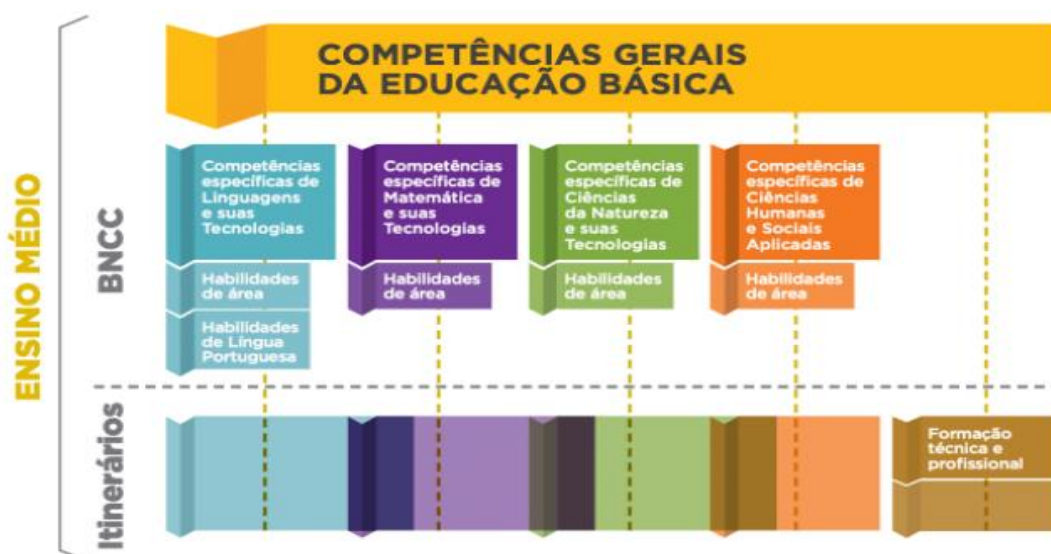 COMPETÊNCIAS GERAIS
DA EDUCAÇÃO BÁSICA
ENSINO MÉDIO
BNCC
Competências
específicas de
Linguagens
e suas
Tecnologias
Habilidades
de área
Habilidades
de Língua
Portuguesa
Competências
específicas de
Matemática
e suas
Tecnologias
Habilidades
de área
Competências
específicas de
Ciências
da Natureza
e suas
Tecnologias
Habilidades
de área
Competências
específicas de
Ciências
Humanas
e Sociais
Aplicadas
Habilidades
de área
Itinerários
Formação
técnica e
profissional